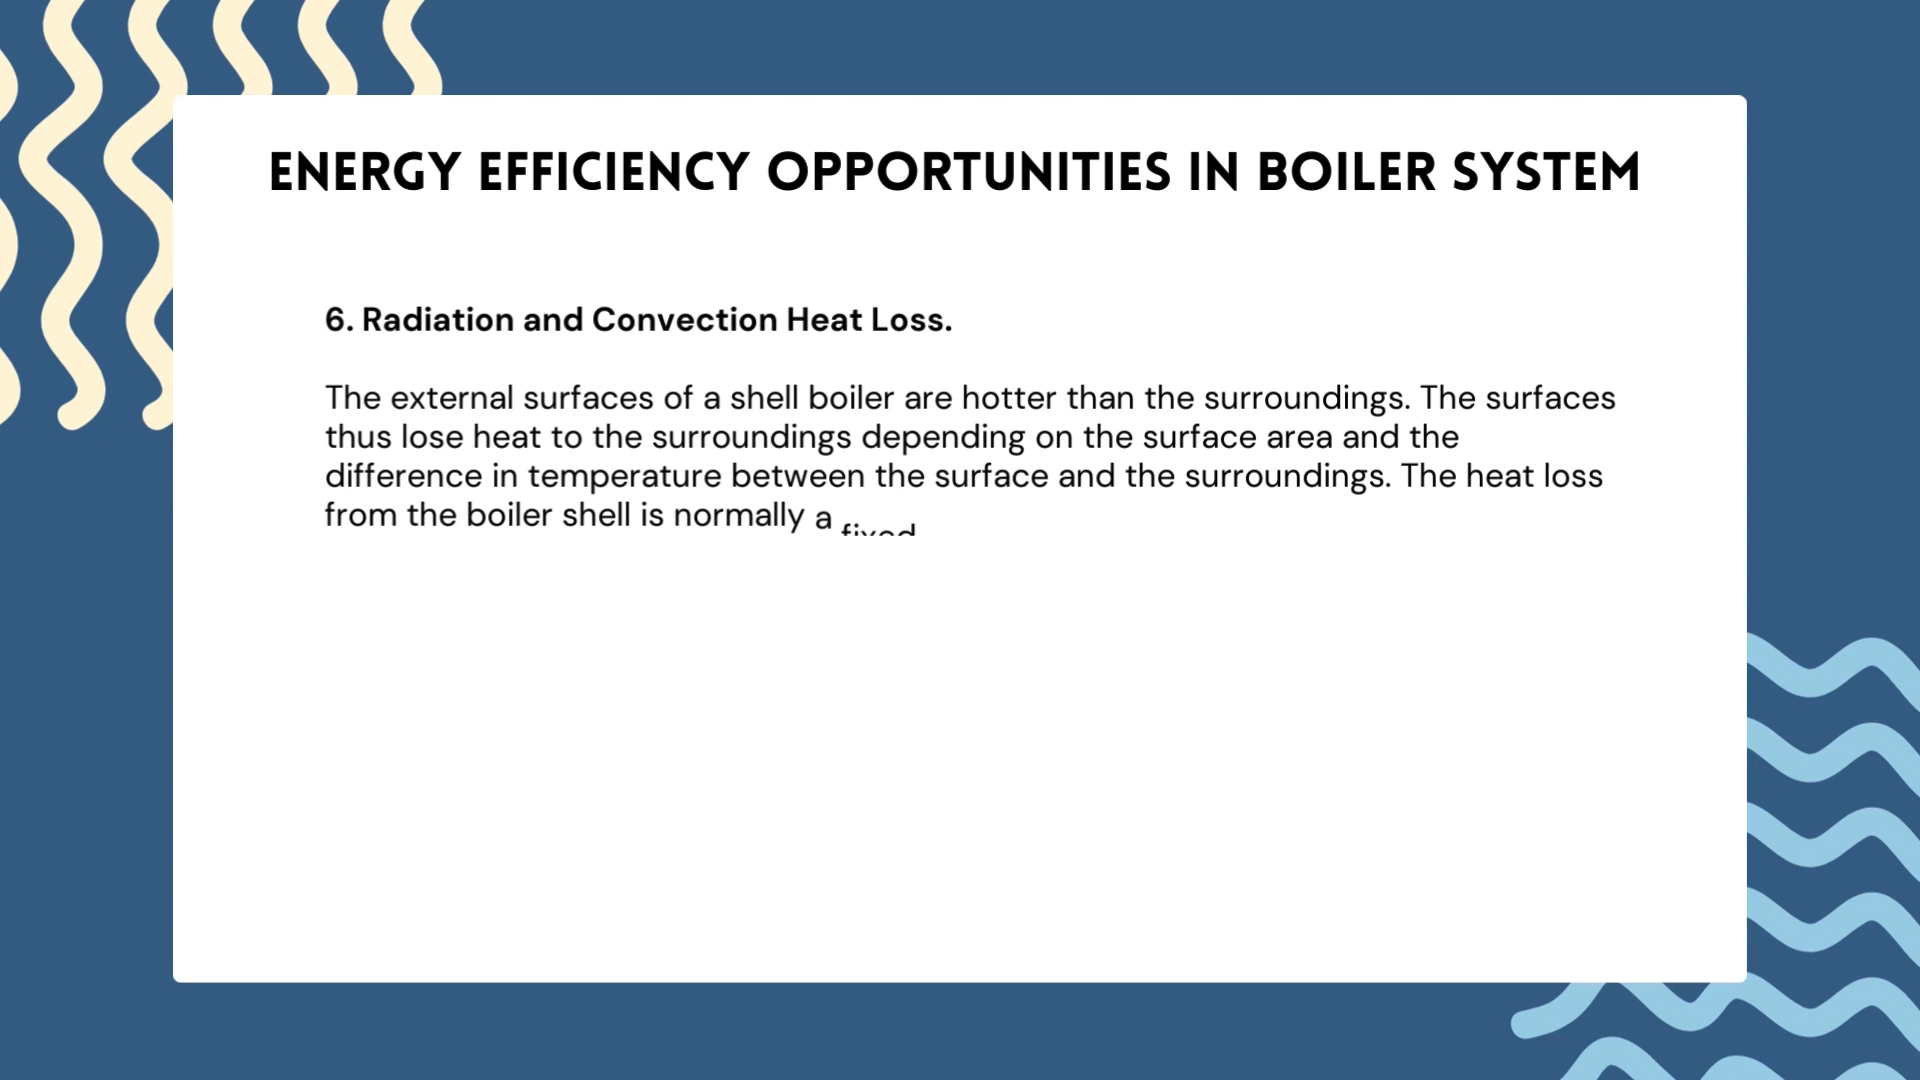 ENERGY EFFICIENCY OPPORTUNITIES IN BOILER SYSTEM
6. Radiation and Convection Heat Loss.
The external surfaces of a shell boiler are hotter than the surroundings. The surfaces
thus lose heat to the surroundings depending on the surface area and the
difference in temperature between the surface and the surroundings. The heat loss
from the boiler shell is normally a fixed